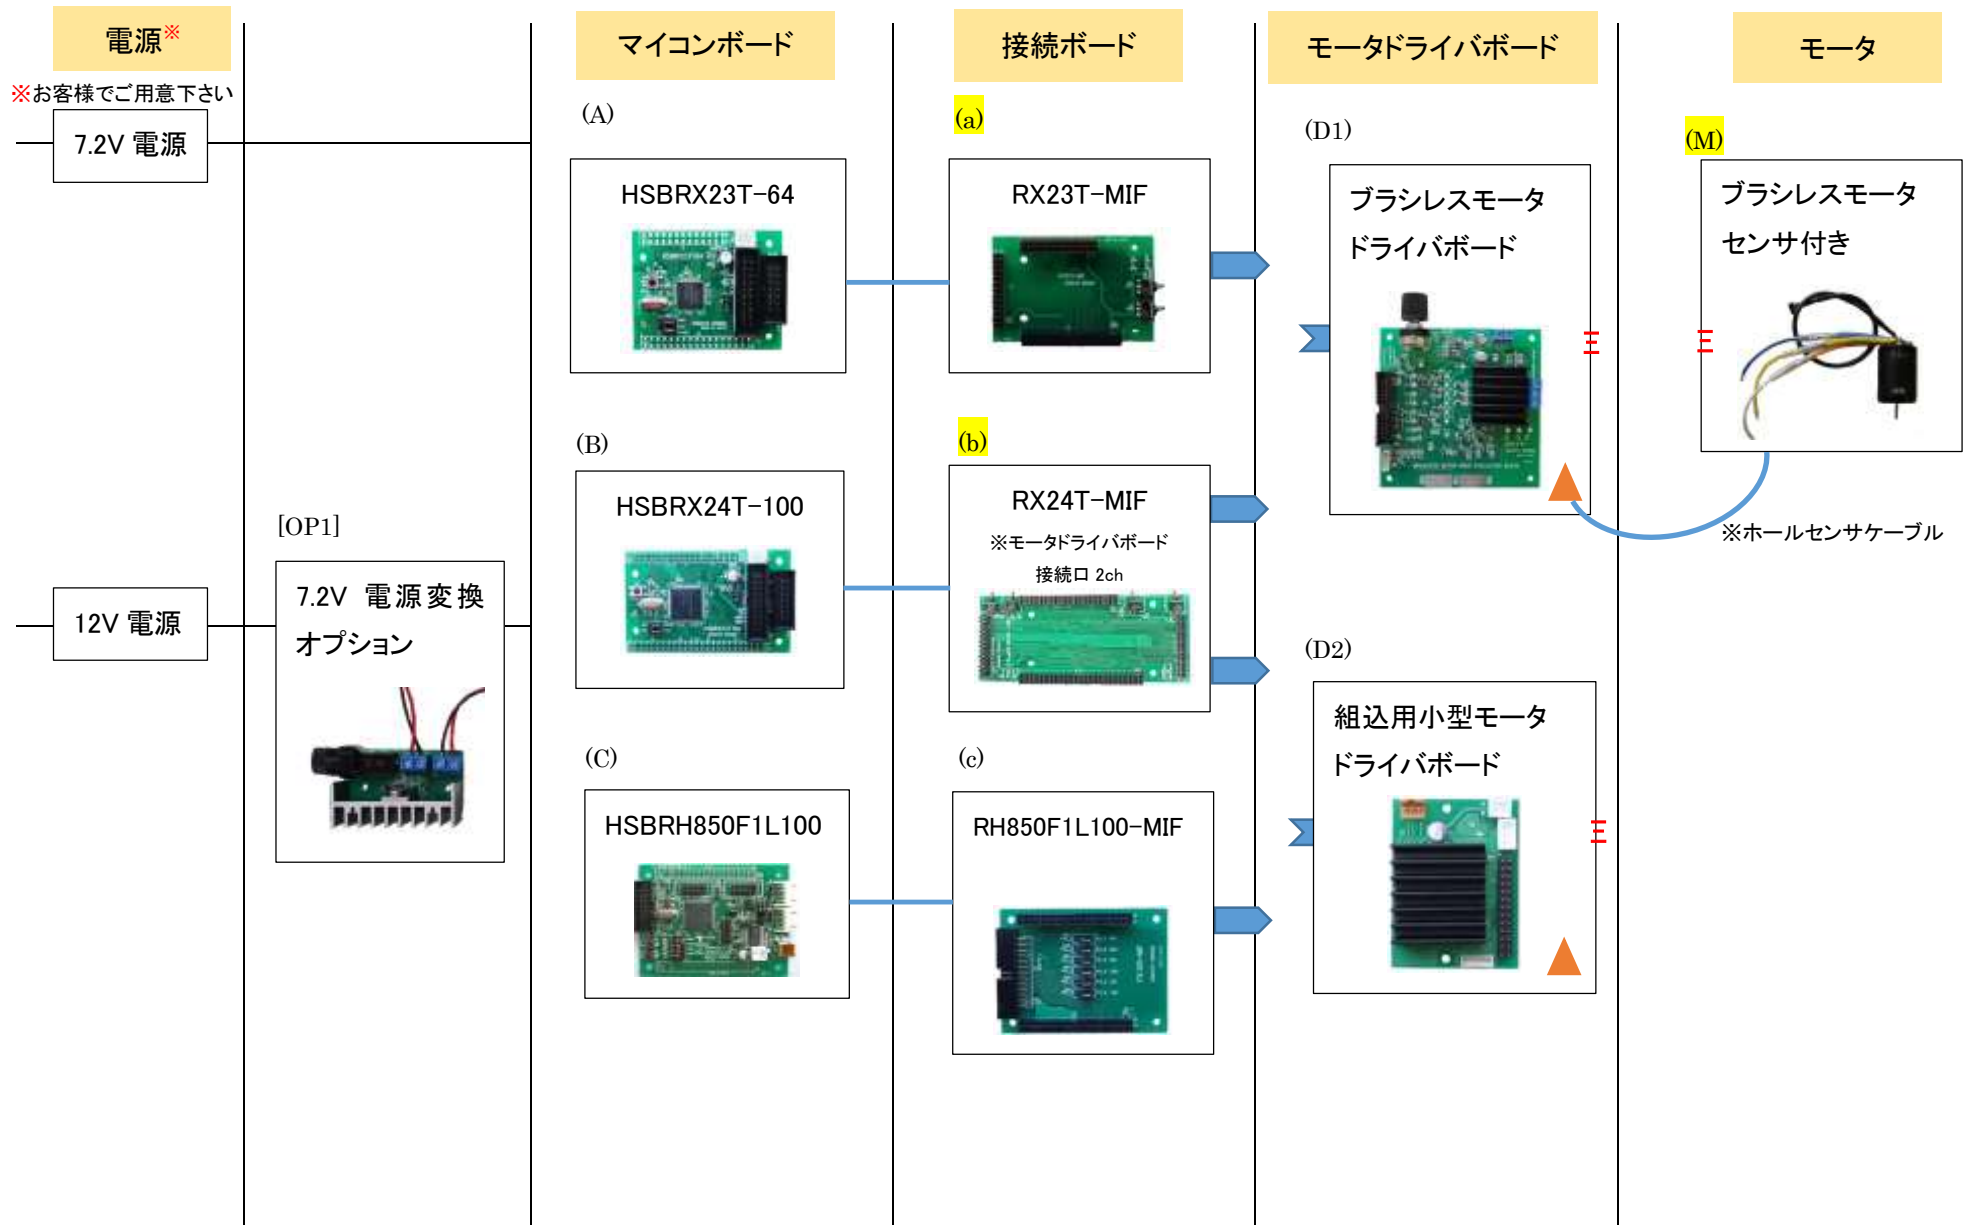 電源※
※お客様でご用意下さい
7.2V 電源
12V 電源
[OP1]
7.2V 電源変換
オプション
マイコンボード
(A)
HSBRX23T-64
(B)
HSBRX24T-100
(C)
HSBRH850F1L100
接続ボード
(a)
RX23T-MIF
(b)
RX24T-MIF
※モータドライバボード
接続口 2ch
(c)
RH850F1L100-MIF
モータドライバボード
(D1)
ブラシレスモータ
ドライバボード
(D2)
組込用小型モータ
ドライバボード
モータ
(M)
ブラシレスモータ
センサ付き
※ホールセンサケーブル